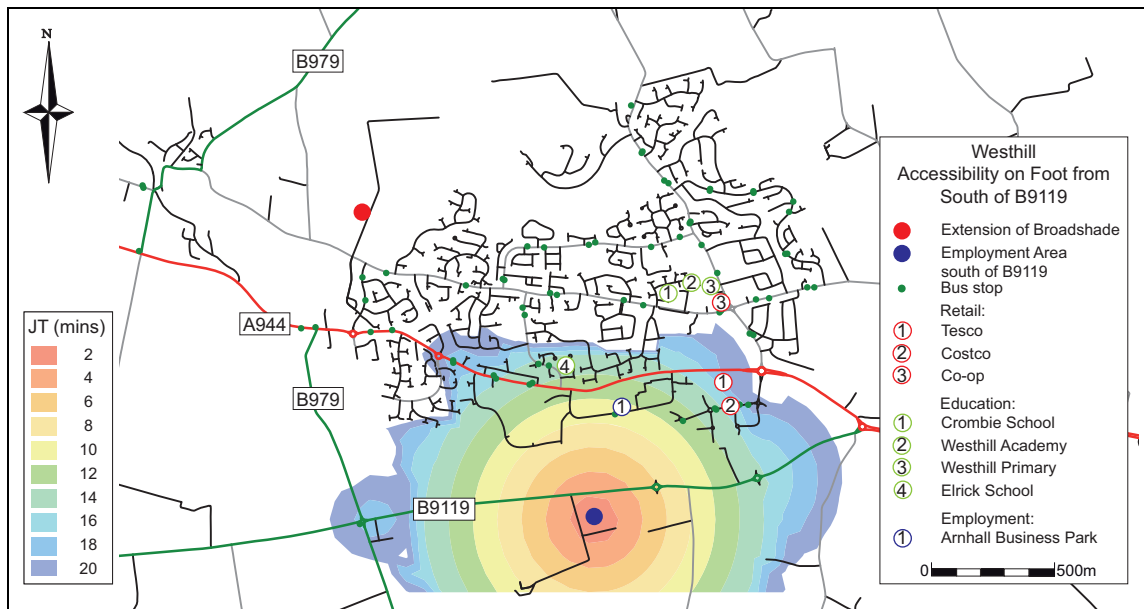 N
B979
A944
B979
B9119
1
2
3
3
4
1
1
2
JT (mins)
2
4
6
8
10
12
14
16
18
20
Westhill
Accessibility on Foot from
South of B9119
Extension of Broadshade
Employment Area
south of B9119
Bus stop
Retail:
1 Tesco
2 Costco
3 Co-op
Education:
1 Crombie School
2 Westhill Academy
3 Westhill Primary
4 Elrick School
Employment:
1 Arnhall Business Park
0 500m